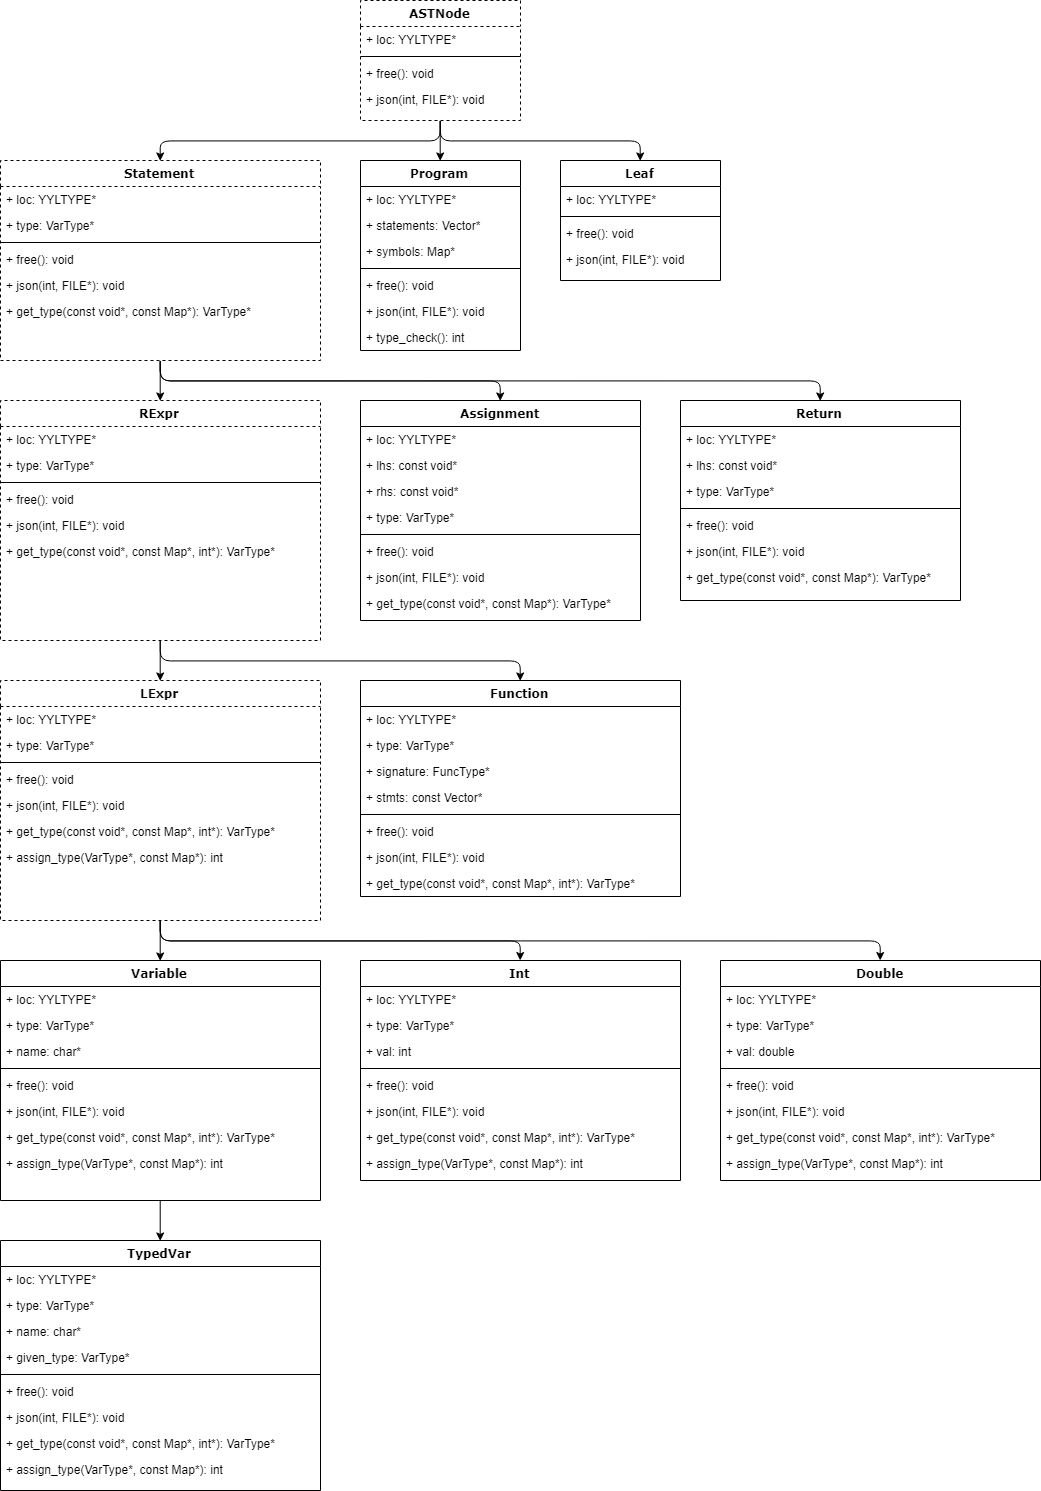 ASTNode
+ loc: YYLTYPE*
+ free(): void
+ json(int, FILE*): void
Statement
+ loc: YYLTYPE*
+ type: VarType*
+ free(): void
+ json(int, FILE*): void
+ get_type(const void*, const Map*): VarType*
Program
+ loc: YYLTYPE*
+ statements: Vector*
+ symbols: Map*
+ free(): void
+ json(int, FILE*): void
+ type_check(): int
Leaf
+ loc: YYLTYPE*
+ free(): void
+ json(int, FILE*): void
RExpr
+ loc: YYLTYPE*
+ type: VarType*
+ free(): void
+ json(int, FILE*): void
+ get_type(const void*, const Map*, int*): VarType*
Assignment
+ loc: YYLTYPE*
+ lhs: const void*
+ rhs: const void*
+ type: VarType*
+ free(): void
+ json(int, FILE*): void
+ get_type(const void*, const Map*): VarType*
Return
+ loc: YYLTYPE*
+ lhs: const void*
+ type: VarType*
+ free(): void
+ json(int, FILE*): void
+ get_type(const void*, const Map*): VarType*
LExpr
+ loc: YYLTYPE*
+ type: VarType*
+ free(): void
+ json(int, FILE*): void
+ get_type(const void*, const Map*, int*): VarType*
+ assign_type(VarType*, const Map*): int
Function
+ loc: YYLTYPE*
+ type: VarType*
+ signature: FuncType*
+ stmts: const Vector*
+ free(): void
+ json(int, FILE*): void
+ get_type(const void*, const Map*, int*): VarType*
Variable
+ loc: YYLTYPE*
+ type: VarType*
+ name: char*
+ free(): void
+ json(int, FILE*): void
+ get_type(const void*, const Map*, int*): VarType*
+ assign_type(VarType*, const Map*): int
Int
+ loc: YYLTYPE*
+ type: VarType*
+ val: int
+ free(): void
+ json(int, FILE*): void
+ get_type(const void*, const Map*, int*): VarType*
+ assign_type(VarType*, const Map*): int
Double
+ loc: YYLTYPE*
+ type: VarType*
+ val: double
+ free(): void
+ json(int, FILE*): void
+ get_type(const void*, const Map*, int*): VarType*
+ assign_type(VarType*, const Map*): int
TypedVar
+ loc: YYLTYPE*
+ type: VarType*
+ name: char*
+ given_type: VarType*
+ free(): void
+ json(int, FILE*): void
+ get_type(const void*, const Map*, int*): VarType*
+ assign_type(VarType*, const Map*): int